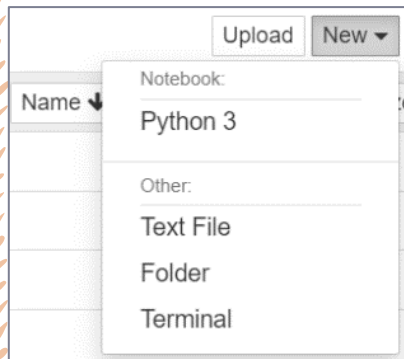 Upload New
Name
Notebook:
Python 3
Other:
Text File
Folder
Terminal